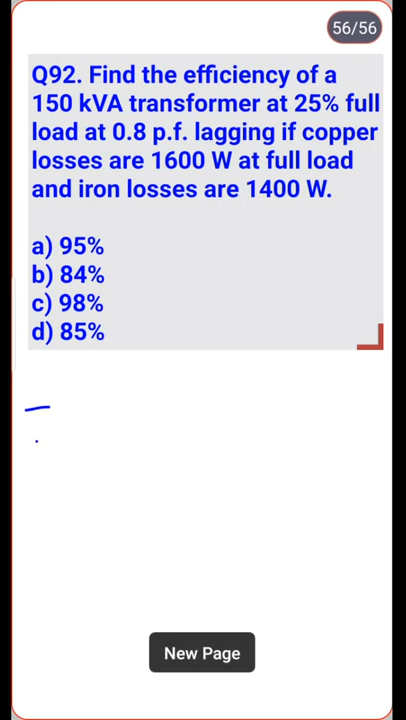 56/56
Q92. Find the efficiency of a
150 kVA transformer at 25% full
load at 0.8 p.f. lagging if copper
losses are 1600 W at full load
and iron losses are 1400 W.
a) 95%
b) 84%
c) 98%
d) 85%
New Page